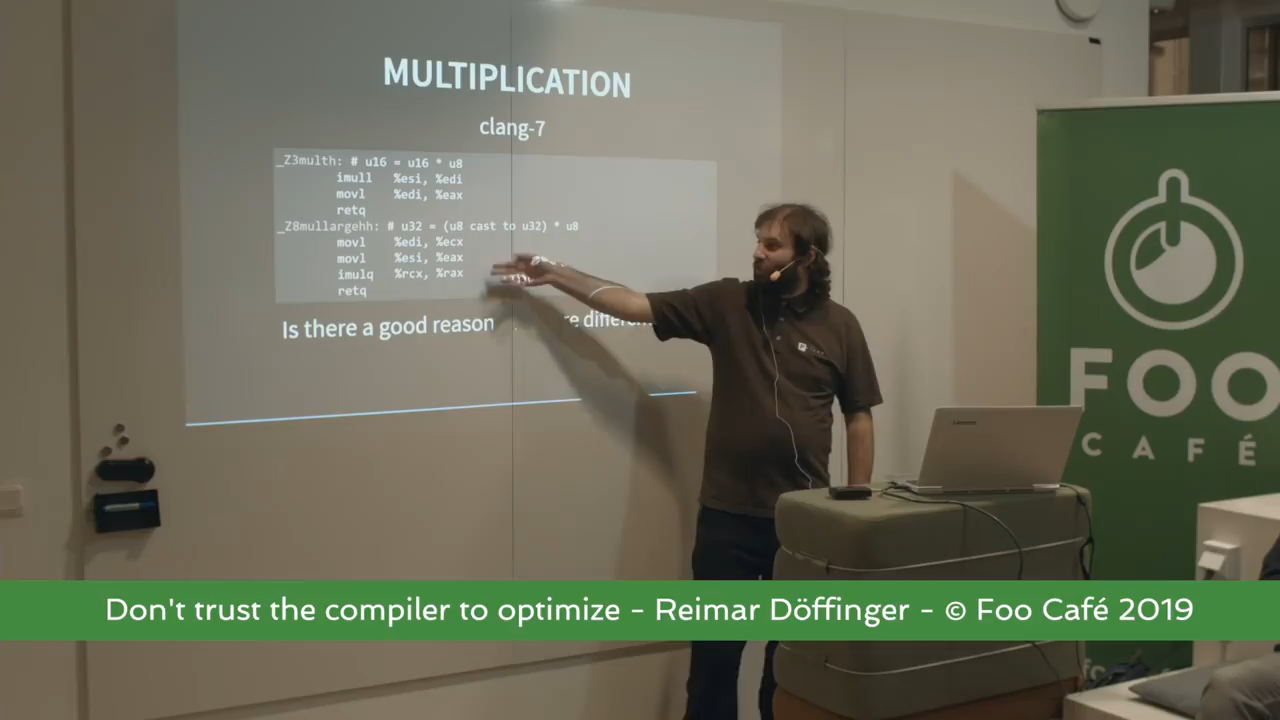 MULTIPLICATION
clang-7
_Z3multh: # u16 = u16 * u8
imull %esi, %edi
movl %edi, %eax
retq
_Z8mullargehh: # u32 = (u8 cast to u32) * u8
movl %edi, %ecx
movl %esi, %eax
imulq %rcx, %rax
retq
Is there a good reason
FOO
CAFÉ
Don't trust the compiler to optimize - Reimar Döffinger - © Foo Café 2019